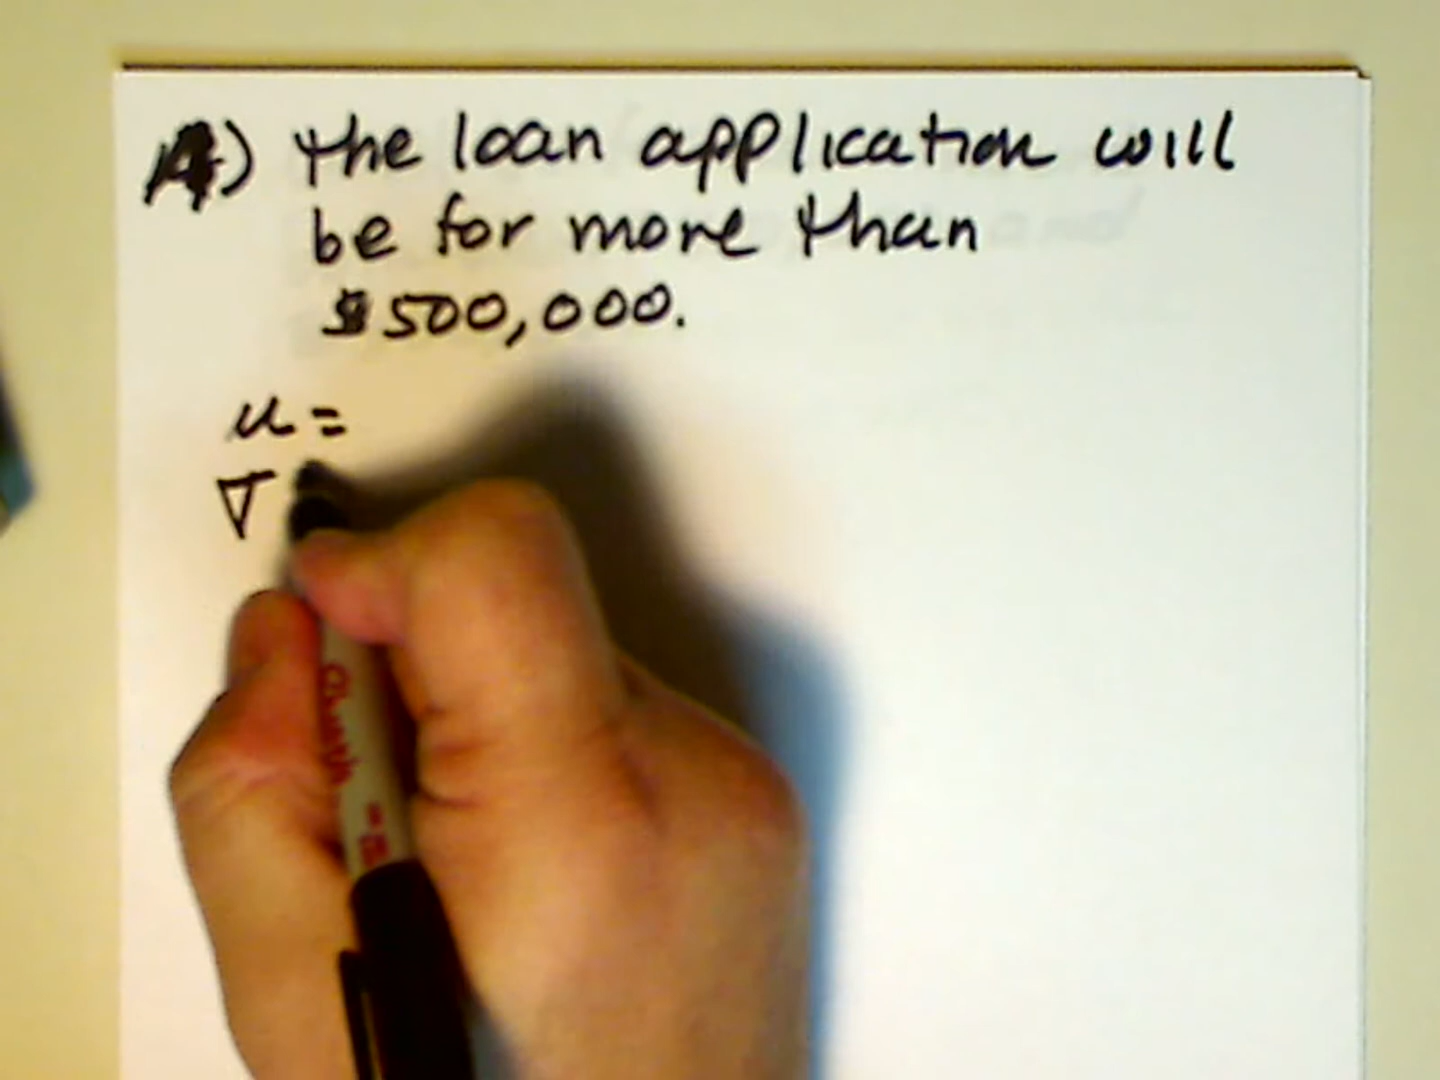 A) the loan application will
be for more than
$500,000.
u =
∇